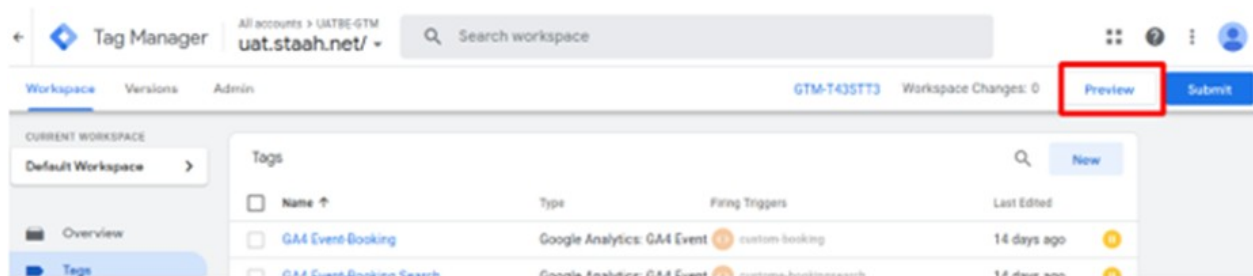 All accounts > UATBE-GTM
Tag Manager
uat.staah.net/
Search workspace
Workspace Versions Admin
GTM-T43STT3 Workspace Changes: 0 Preview Submit
CURRENT WORKSPACE
Default Workspace
Tags
New
Name Type Firing Triggers Last Edited
Overview
GA4 Event-Booking Google Analytics: GA4 Event custom-booking 14 days ago
Tags
GA4 Event-Booking Search Google Analytics: GA4 Event custome-bookingsearch 14 days ago